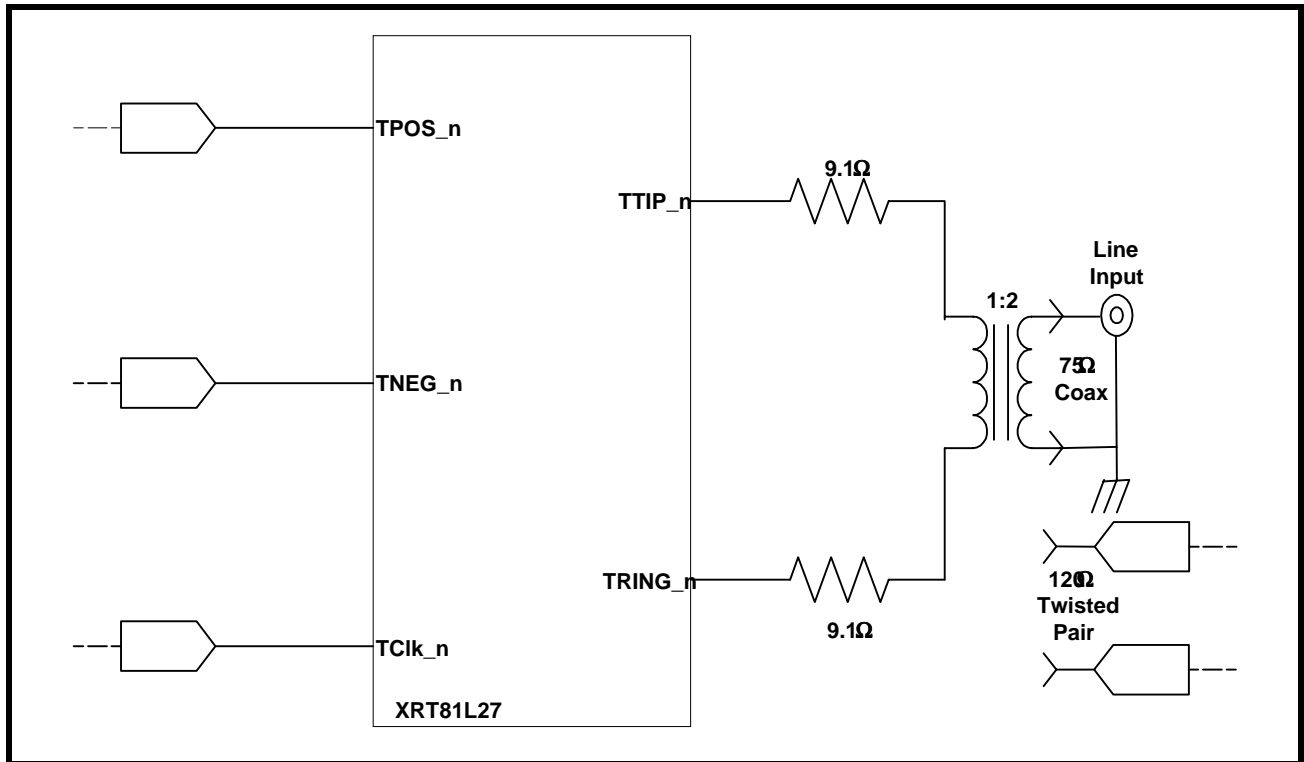 TPOS_n
9.1Ω
TTIP_n
Line
Input
1:2
75Ω
Coax
TNEG_n
TRING_n
120Ω
Twisted
Pair
9.1Ω
TClk_n
XRT81L27